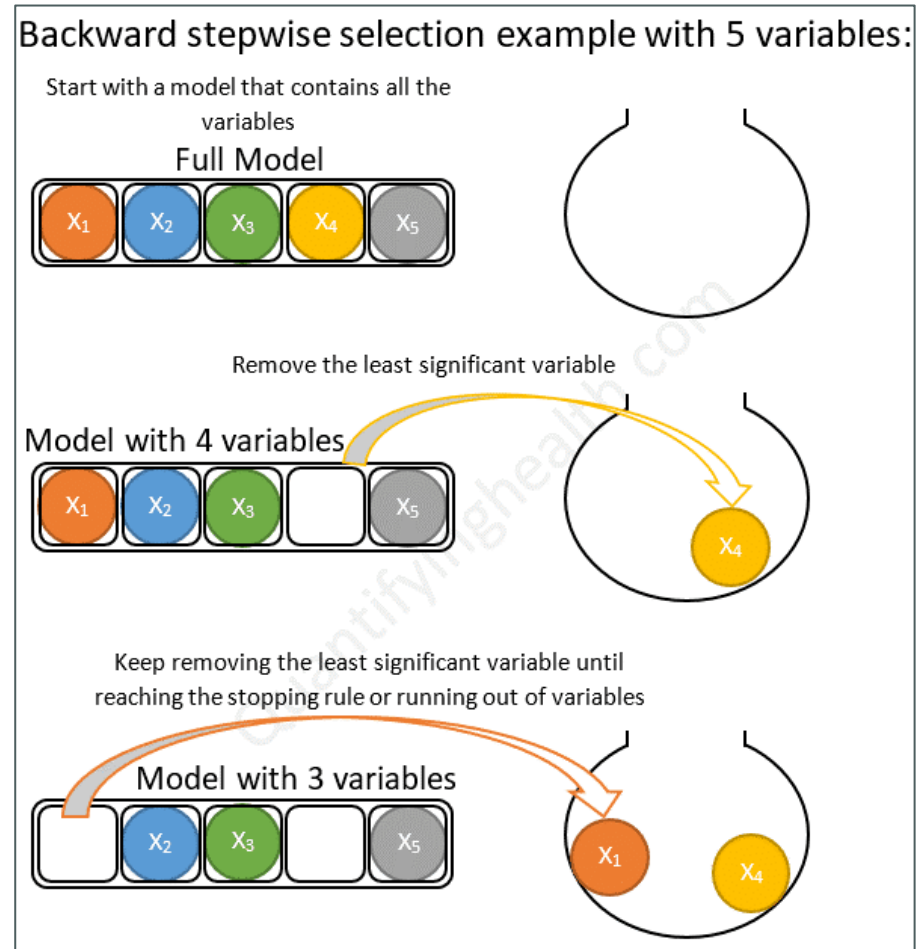 Backward stepwise selection example with 5 variables:
Start with a model that contains all the
variables
Full Model
X₁ X₂ X₃ X₄ X₅
Remove the least significant variable
Model with 4 variables
X₁ X₂ X₃ X₅
X₄
Keep removing the least significant variable until
reaching the stopping rule or running out of variables
Model with 3 variables
X₂ X₃ X₅
X₁ X₄
Quantifyinghealth com